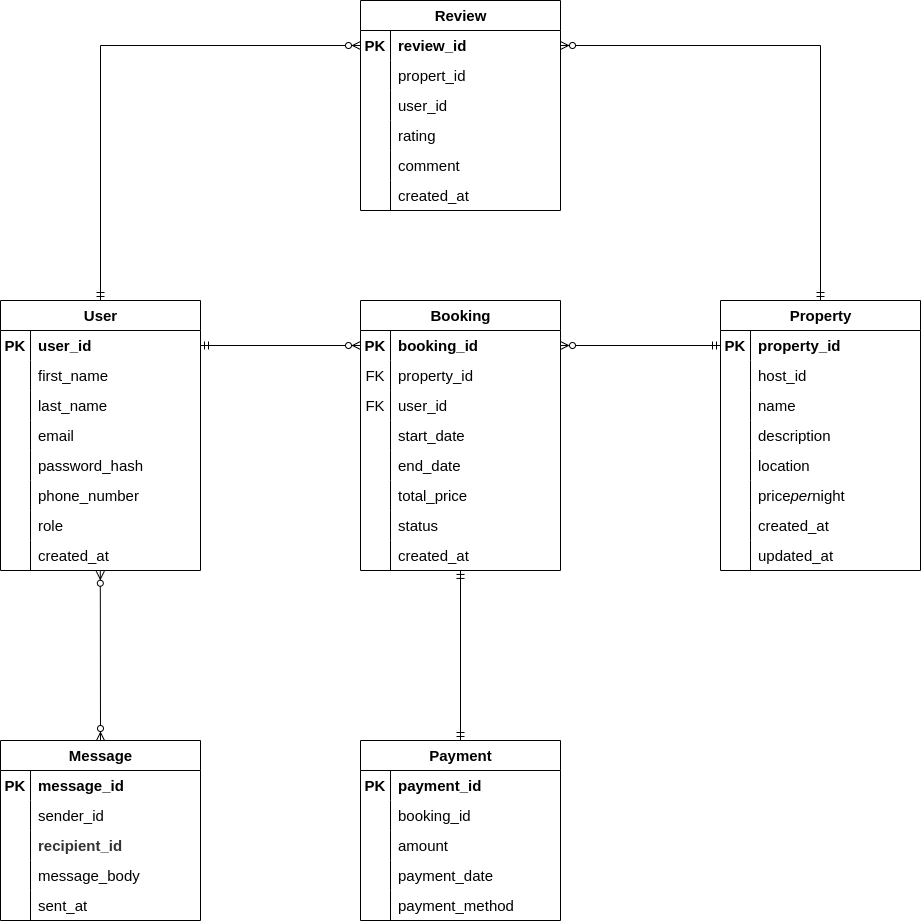 Review
PK review_id
propert_id
user_id
rating
comment
created_at
User
PK user_id
first_name
last_name
email
password_hash
phone_number
role
created_at
Booking
PK booking_id
FK property_id
FK user_id
start_date
end_date
total_price
status
created_at
Property
PK property_id
host_id
name
description
location
pricepernight
created_at
updated_at
Message
PK message_id
sender_id
recipient_id
message_body
sent_at
Payment
PK payment_id
booking_id
amount
payment_date
payment_method